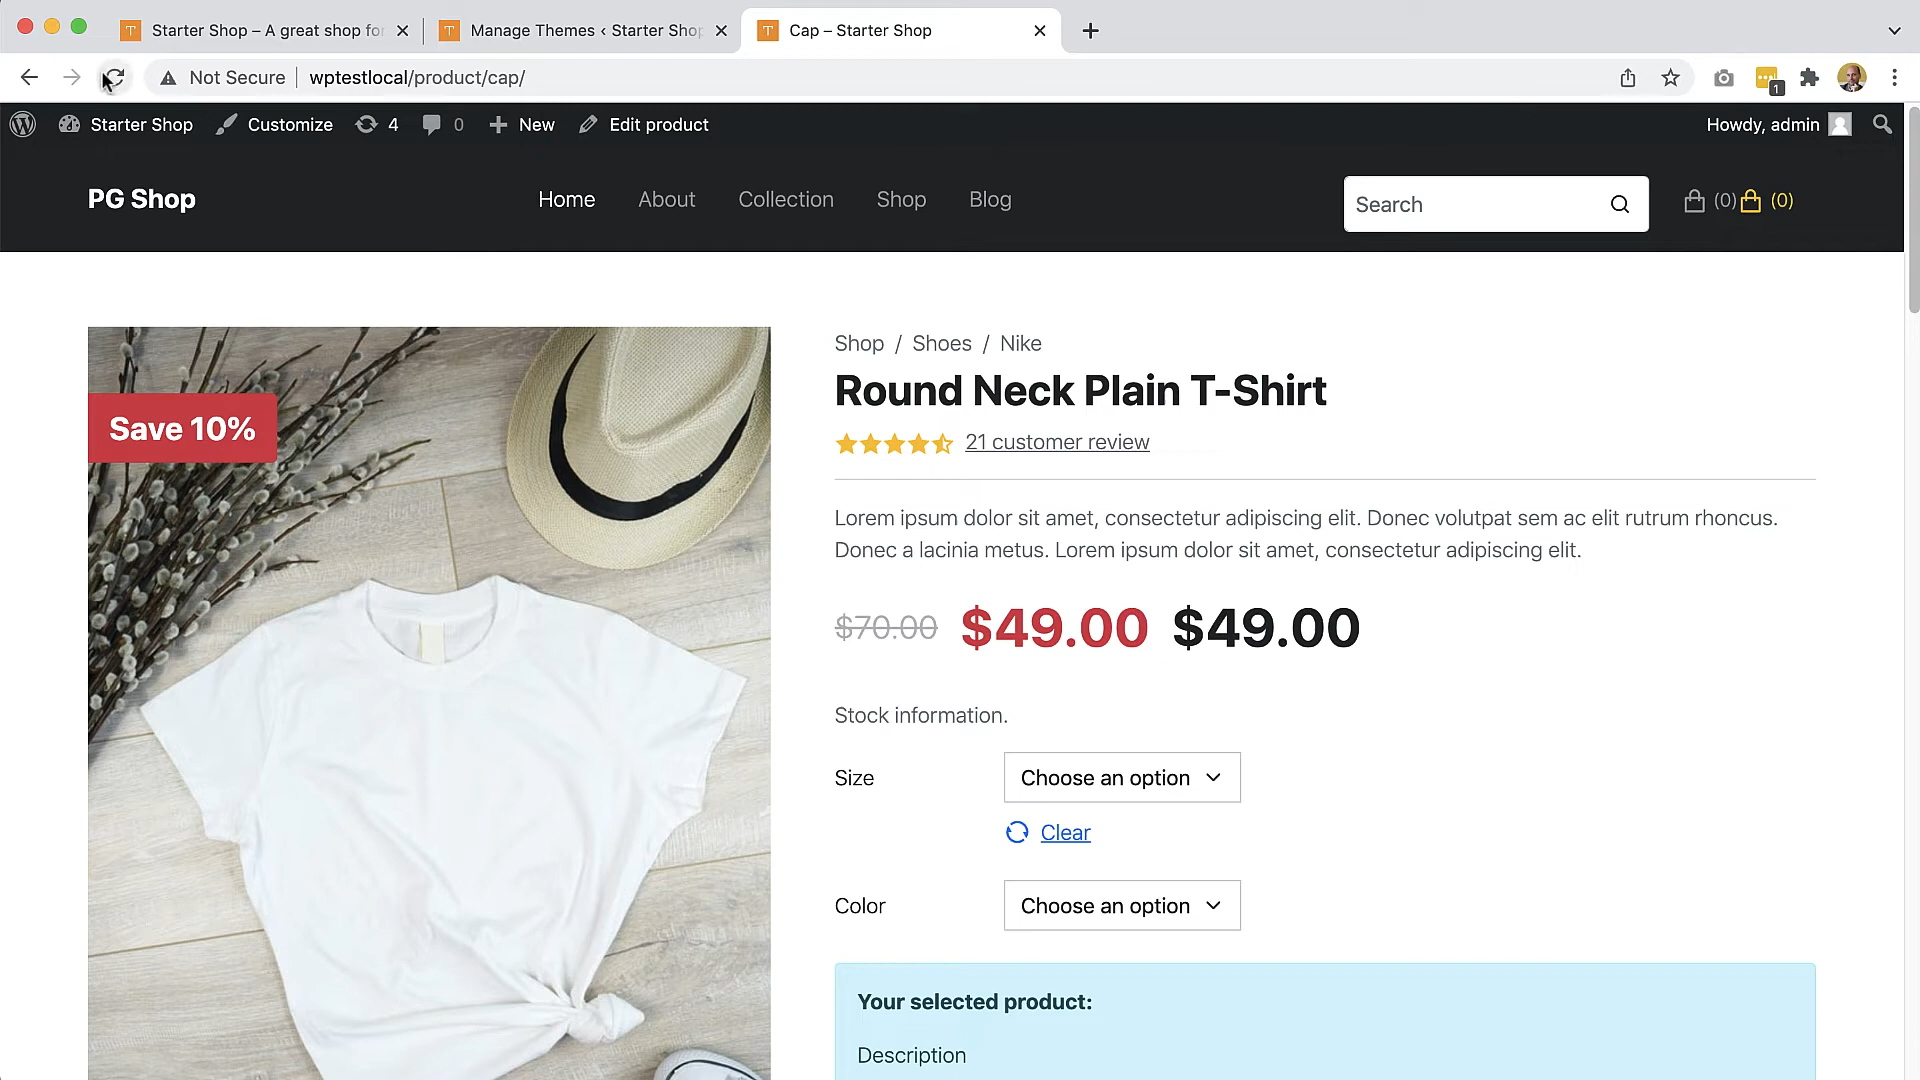 Starter Shop – A great shop for
Manage Themes ‹ Starter Shop
Cap – Starter Shop
Not Secure
wptestlocal/product/cap/
1
Starter Shop
Customize
4
0
New
Edit product
Howdy, admin
PG Shop
Home
About
Collection
Shop
Blog
Search
(0)
(0)
Save 10%
Shop / Shoes / Nike
Round Neck Plain T-Shirt
21 customer review
Lorem ipsum dolor sit amet, consectetur adipiscing elit. Donec volutpat sem ac elit rutrum rhoncus.
Donec a lacinia metus. Lorem ipsum dolor sit amet, consectetur adipiscing elit.
$70.00 $49.00 $49.00
Stock information.
Size
Choose an option
Clear
Color
Choose an option
Your selected product:
Description